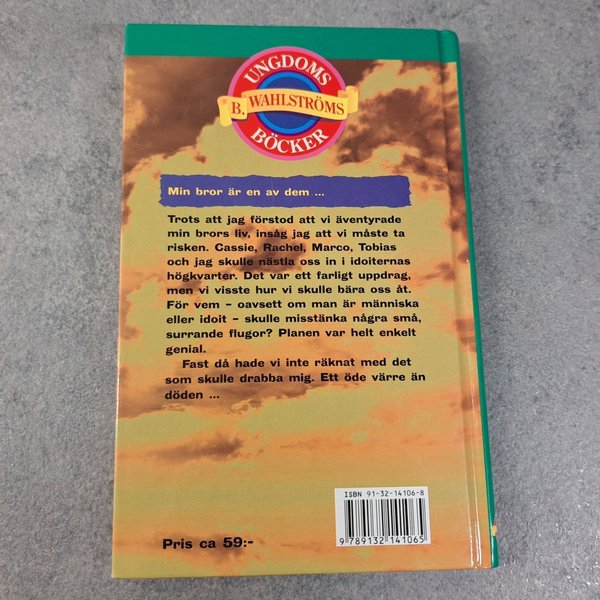 UNGDOMS
B. WAHLSTRÖMS
BÖCKER
Min bror är en av dem ...
Trots att jag förstod att vi äventyrade
min brors liv, insåg jag att vi måste ta
risken. Cassie, Rachel, Marco, Tobias
och jag skulle nästla oss in i idoiternas
högkvarter. Det var ett farligt uppdrag,
men vi visste hur vi skulle bära oss åt.
För vem – oavsett om man är människa
eller idoit – skulle misstänka några små,
surrande flugor? Planen var helt enkelt
genial.
Fast då hade vi inte räknat med det
som skulle drabba mig. Ett öde värre än
döden ...
ISBN 91-32-14106-8
9 789132 141065
Pris ca 59:-